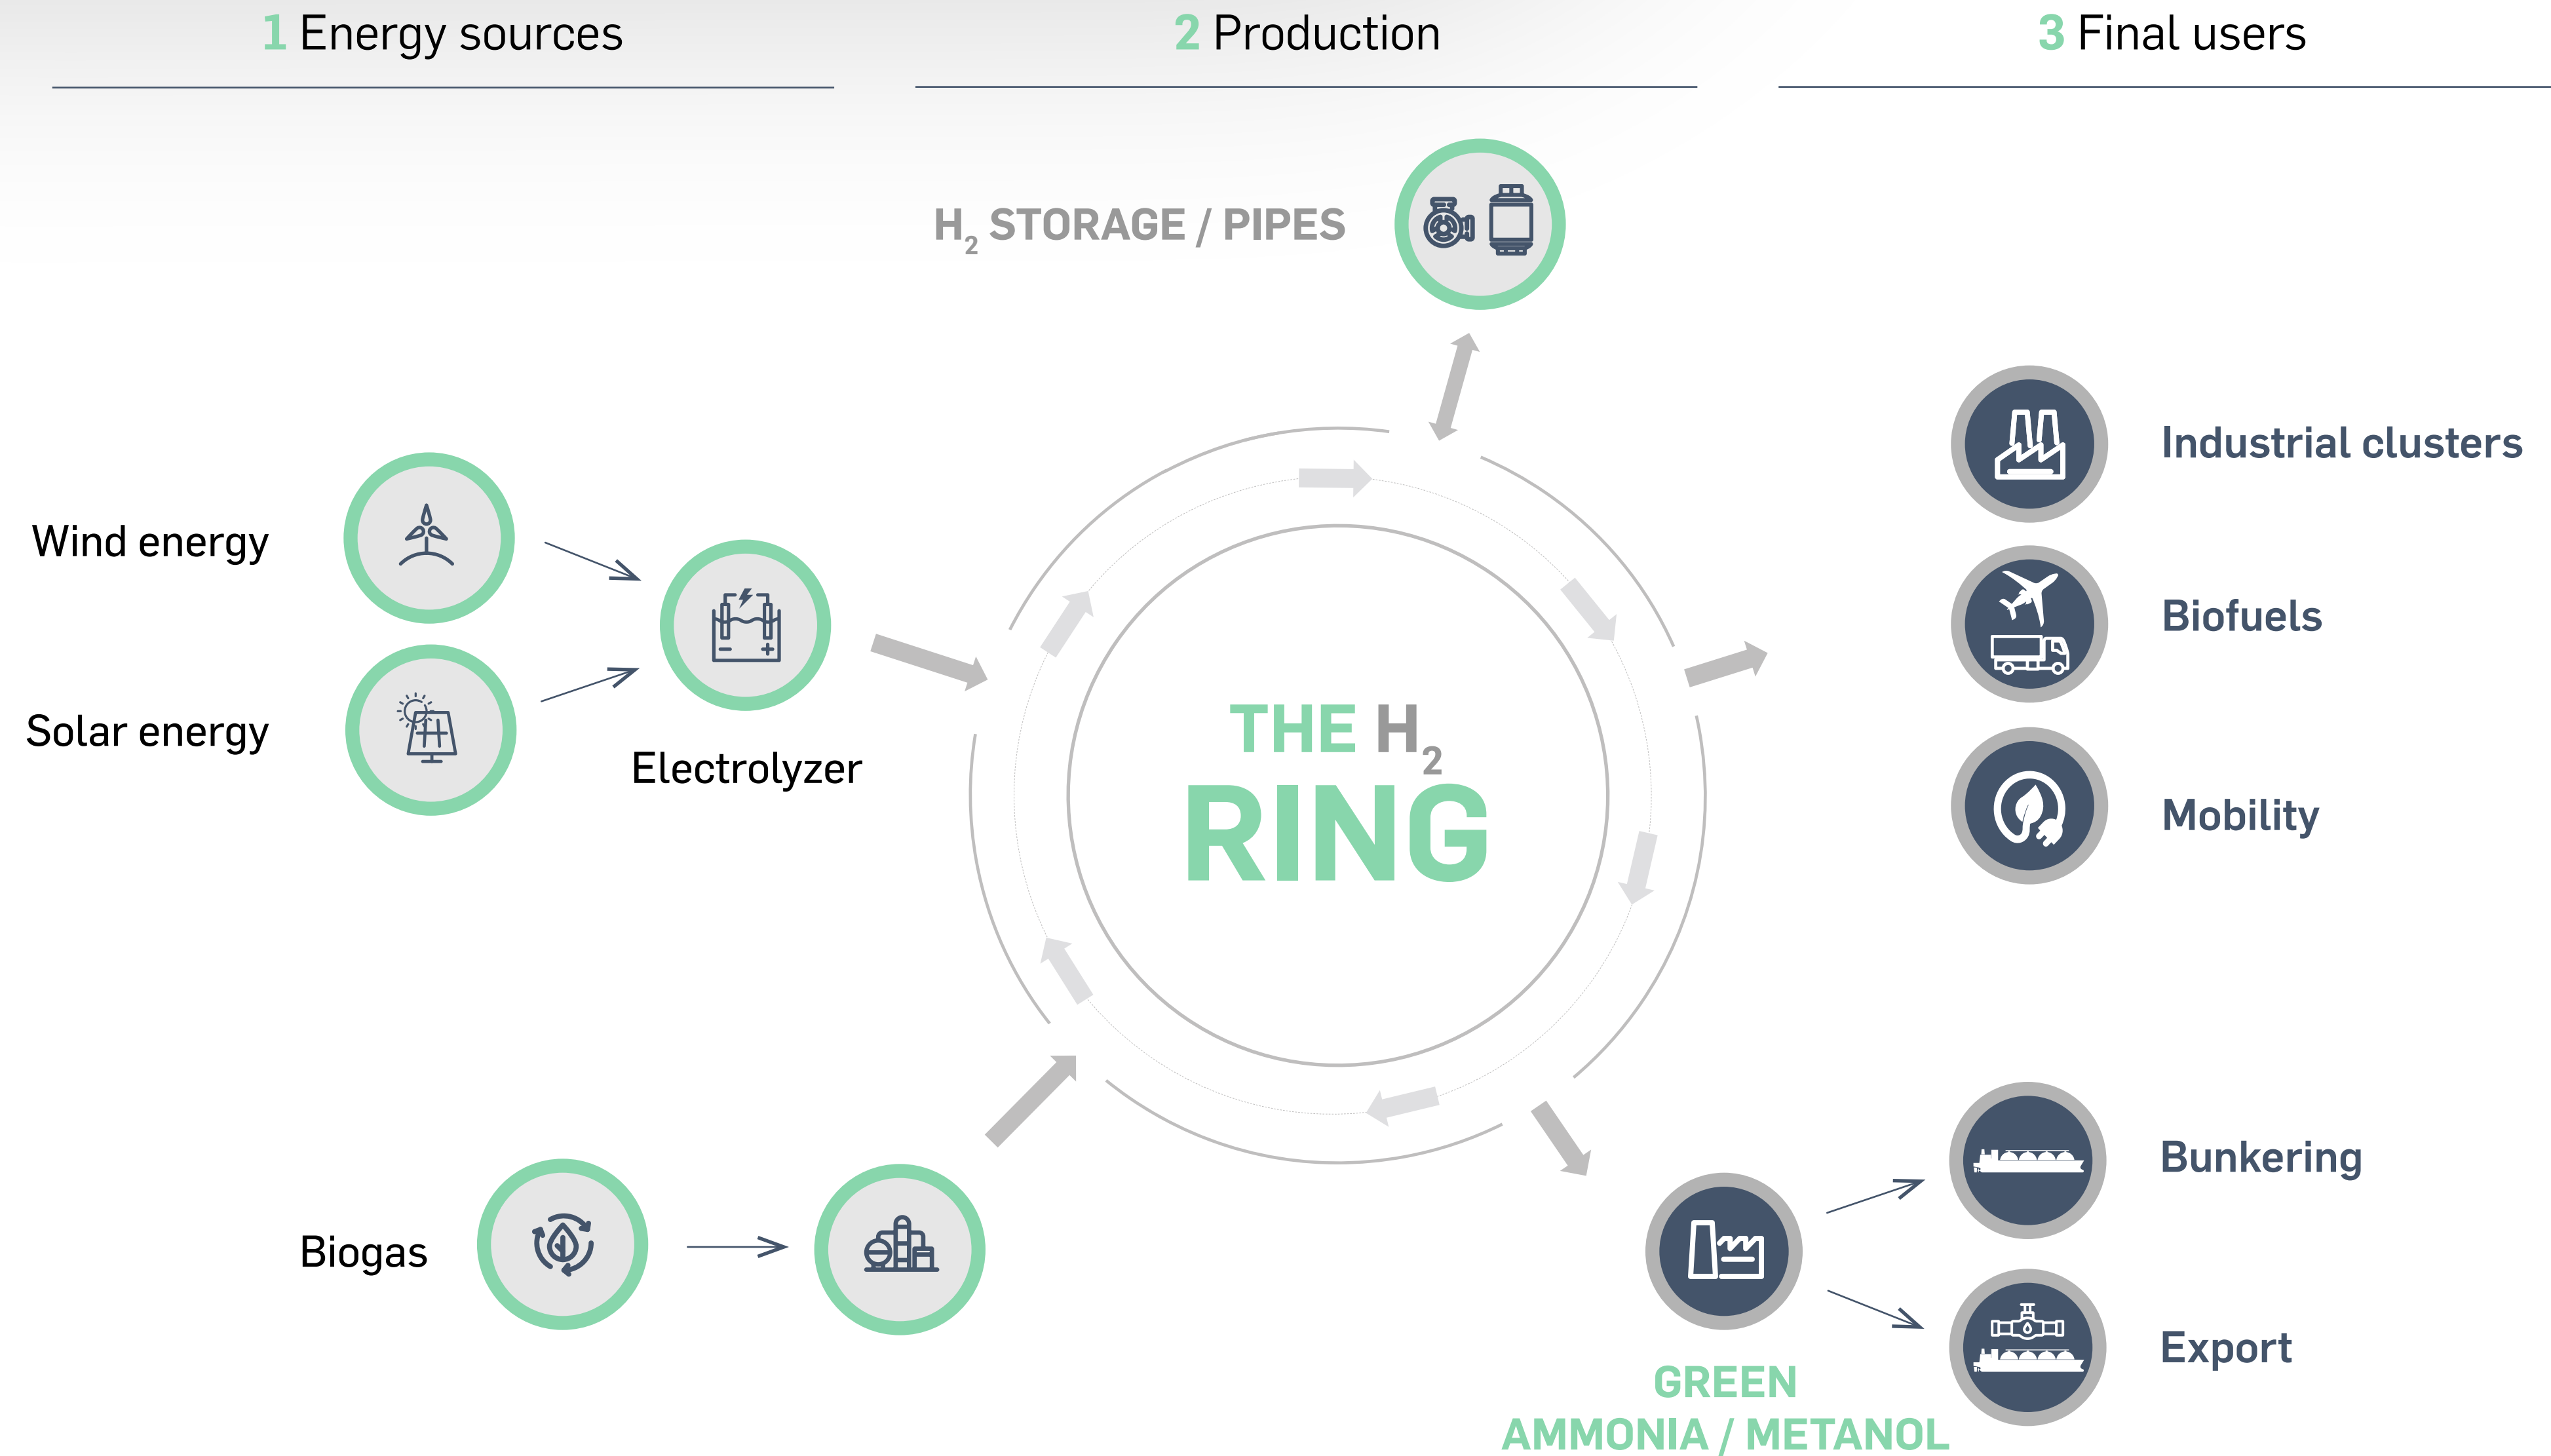 1 Energy sources
2 Production
3 Final users
H₂ STORAGE / PIPES
Wind energy
Solar energy
Electrolyzer
Biogas
THE H₂
RING
Industrial clusters
Biofuels
Mobility
Bunkering
Export
GREEN
AMMONIA / METANOL